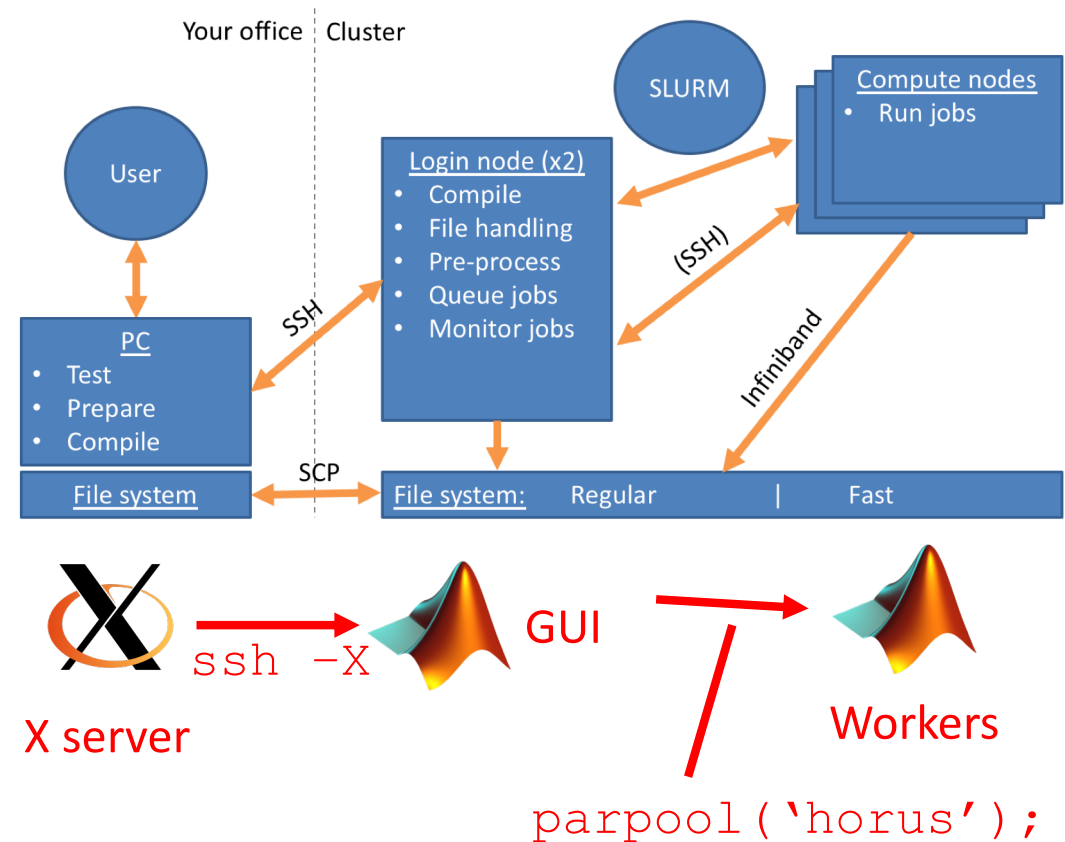 Your office
Cluster
User
SLURM
Compute nodes
• Run jobs
Login node (x2)
• Compile
• File handling
• Pre-process
• Queue jobs
• Monitor jobs
(SSH)
SSH
PC
• Test
• Prepare
• Compile
Infiniband
File system
SCP
File system: Regular | Fast
X server
ssh –X
GUI
Workers
parpool(‘horus’);